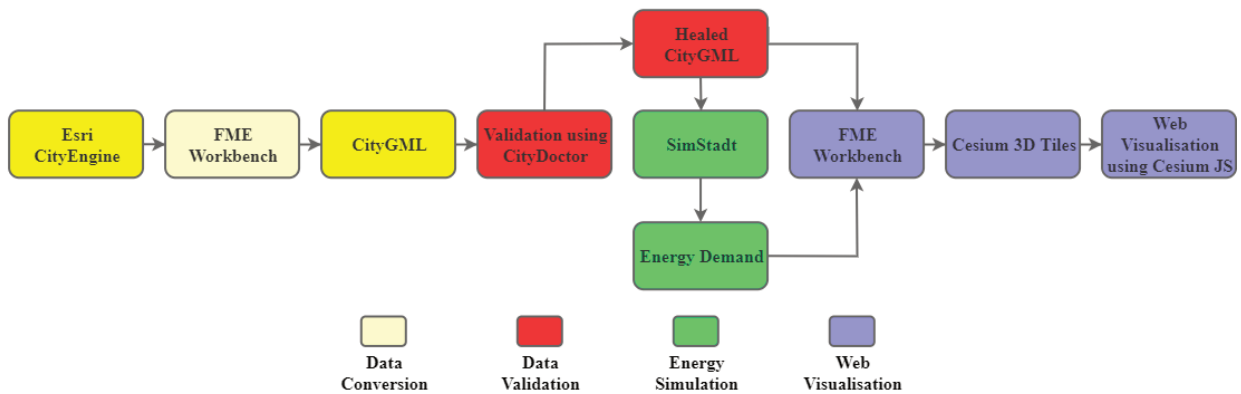 Healed
CityGML
Esri
CityEngine
FME
Workbench
CityGML
Validation using
CityDoctor
SimStadt
FME
Workbench
Cesium 3D Tiles
Web
Visualisation
using Cesium JS
Energy Demand
Data
Conversion
Data
Validation
Energy
Simulation
Web
Visualisation